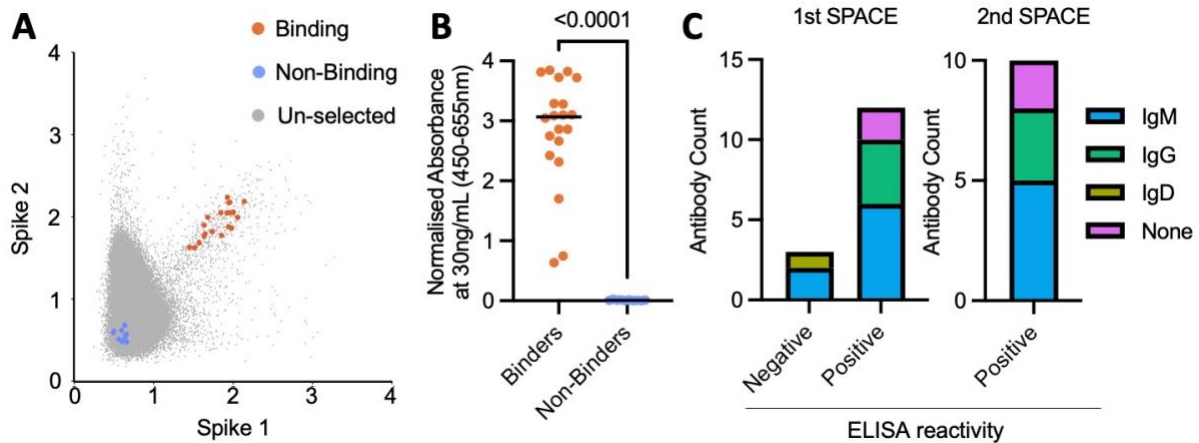 A
Binding
Non-Binding
Un-selected
Spike 2
4
3
2
1
0
0 1 2 3 4
Spike 1
B
<0.0001
Normalised Absorbance
at 30ng/mL (450-655nm)
4
3
2
1
0
Binders
Non-Binders
C
1st SPACE
Antibody Count
15
10
5
0
Negative
Positive
2nd SPACE
Antibody Count
10
5
0
Positive
ELISA reactivity
IgM
IgG
IgD
None